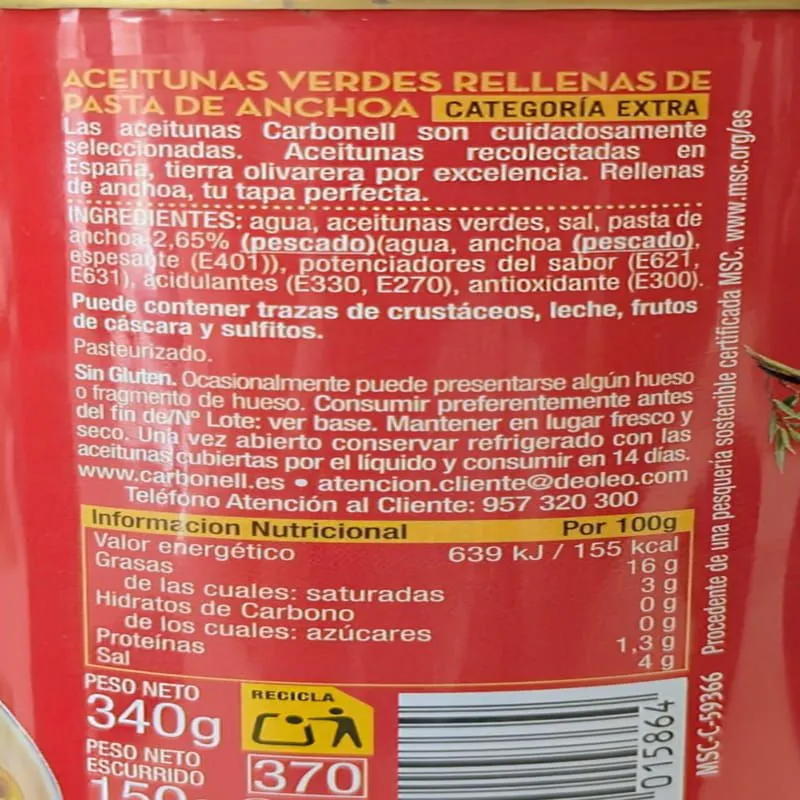 ACEITUNAS VERDES RELLENAS DE
PASTA DE ANCHOA CATEGORÍA EXTRA
Las aceitunas Carbonell son cuidadosamente
seleccionadas. Aceitunas recolectadas en
España, tierra olivarera por excelencia. Rellenas
de anchoa, tu tapa perfecta.
INGREDIENTES: agua, aceitunas verdes, sal, pasta de
anchoa 2,65% (pescado)(agua, anchoa (pescado),
espesante (E401)), potenciadores del sabor (E621,
E631), acidulantes (E330, E270), antioxidante (E300).
Puede contener trazas de crustáceos, leche, frutos
de cáscara y sulfitos.
Pasteurizado.
Sin Gluten. Ocasionalmente puede presentarse algún hueso
o fragmento de hueso. Consumir preferentemente antes
del fin de/Nº Lote: ver base. Mantener en lugar fresco y
seco. Una vez abierto conservar refrigerado con las
aceitunas cubiertas por el líquido y consumir en 14 días.
www.carbonell.es • atencion.cliente@deoleo.com
Teléfono Atención al Cliente: 957 320 300
Informacion Nutricional Por 100g
Valor energético 639 kJ / 155 kcal
Grasas 16 g
de las cuales: saturadas 3 g
Hidratos de Carbono 0 g
de los cuales: azúcares 0 g
Proteínas 1,3 g
Sal 4 g
PESO NETO
340g
PESO NETO
ESCURRIDO
150
RECICLA
370
015864
MSC-C-59366 Procedente de una pesquería sostenible certificada MSC. www.msc.org/es